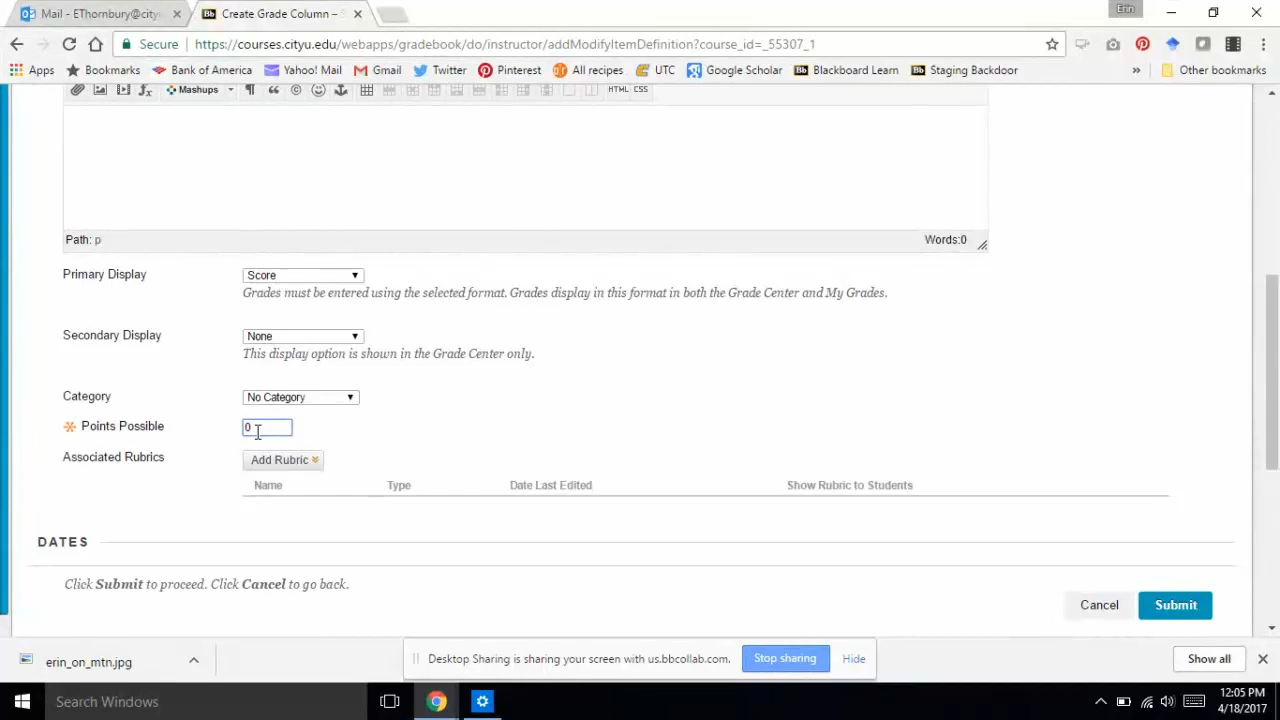 Mail - EThornbury@city
Create Grade Column –
Erin
Secure
https://courses.cityu.edu/webapps/gradebook/do/instructor/addModifyItemDefinition?course_id=_55307_1
Apps
Bookmarks
Bank of America
Yahoo! Mail
Gmail
Twitter
Pinterest
All recipes
UTC
Google Scholar
Blackboard Learn
Staging Backdoor
Other bookmarks
Mashups
HTML CSS
Path: p
Words:0
Primary Display
Score
Grades must be entered using the selected format. Grades display in this format in both the Grade Center and My Grades.
Secondary Display
None
This display option is shown in the Grade Center only.
Category
No Category
Points Possible
0
Associated Rubrics
Add Rubric
Name
Type
Date Last Edited
Show Rubric to Students
DATES
Click Submit to proceed. Click Cancel to go back.
Cancel
Submit
erin_on_mtn.jpg
Desktop Sharing is sharing your screen with us.bbcollab.com.
Stop sharing
Hide
Show all
Search Windows
12:05 PM
4/18/2017